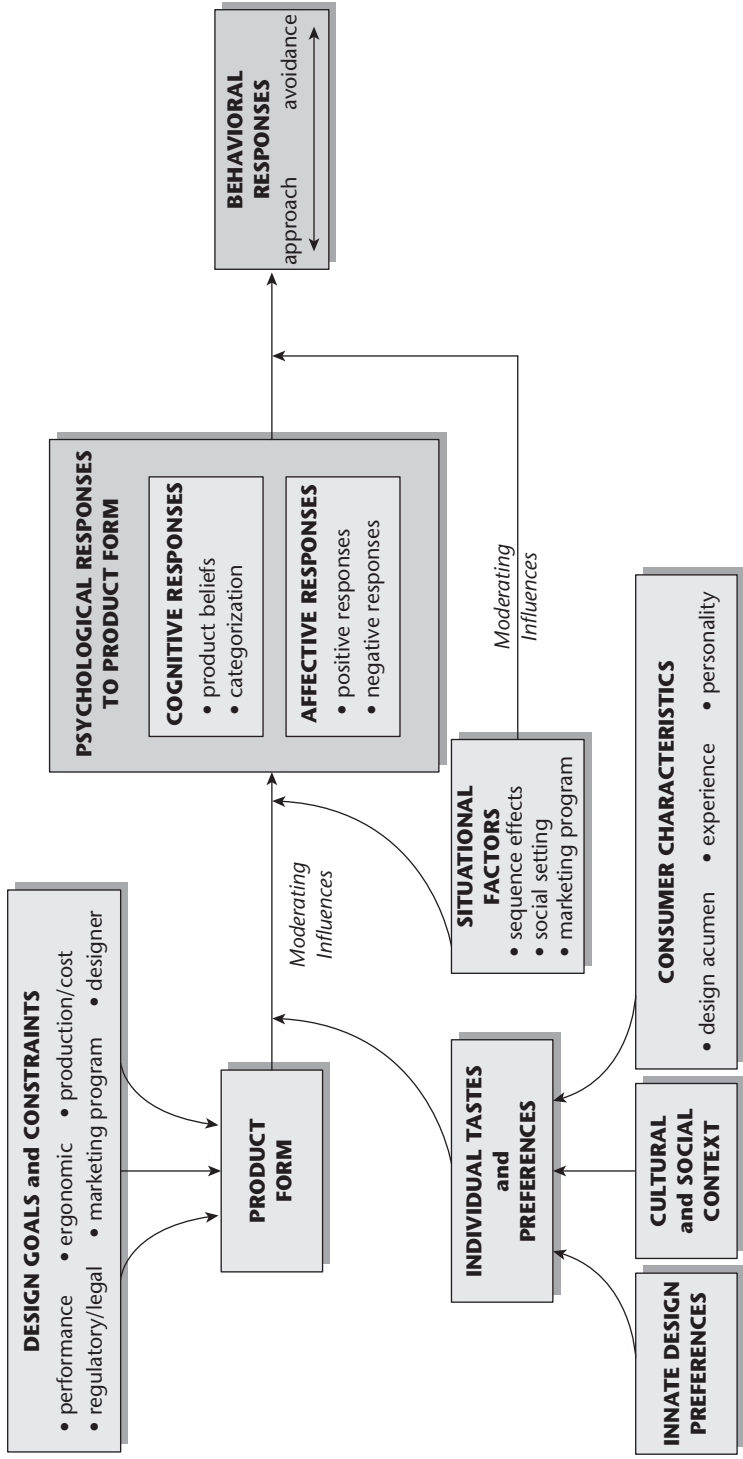 DESIGN GOALS and CONSTRAINTS
• performance • ergonomic • production/cost
• regulatory/legal • marketing program • designer
PRODUCT
FORM
Moderating
Influences
PSYCHOLOGICAL RESPONSES
TO PRODUCT FORM
COGNITIVE RESPONSES
• product beliefs
• categorization
AFFECTIVE RESPONSES
• positive responses
• negative responses
BEHAVIORAL
RESPONSES
approach avoidance
INDIVIDUAL TASTES
and
PREFERENCES
SITUATIONAL
FACTORS
• sequence effects
• social setting
• marketing program
Moderating
Influences
INNATE DESIGN
PREFERENCES
CULTURAL
and SOCIAL
CONTEXT
CONSUMER CHARACTERISTICS
• design acumen • experience • personality